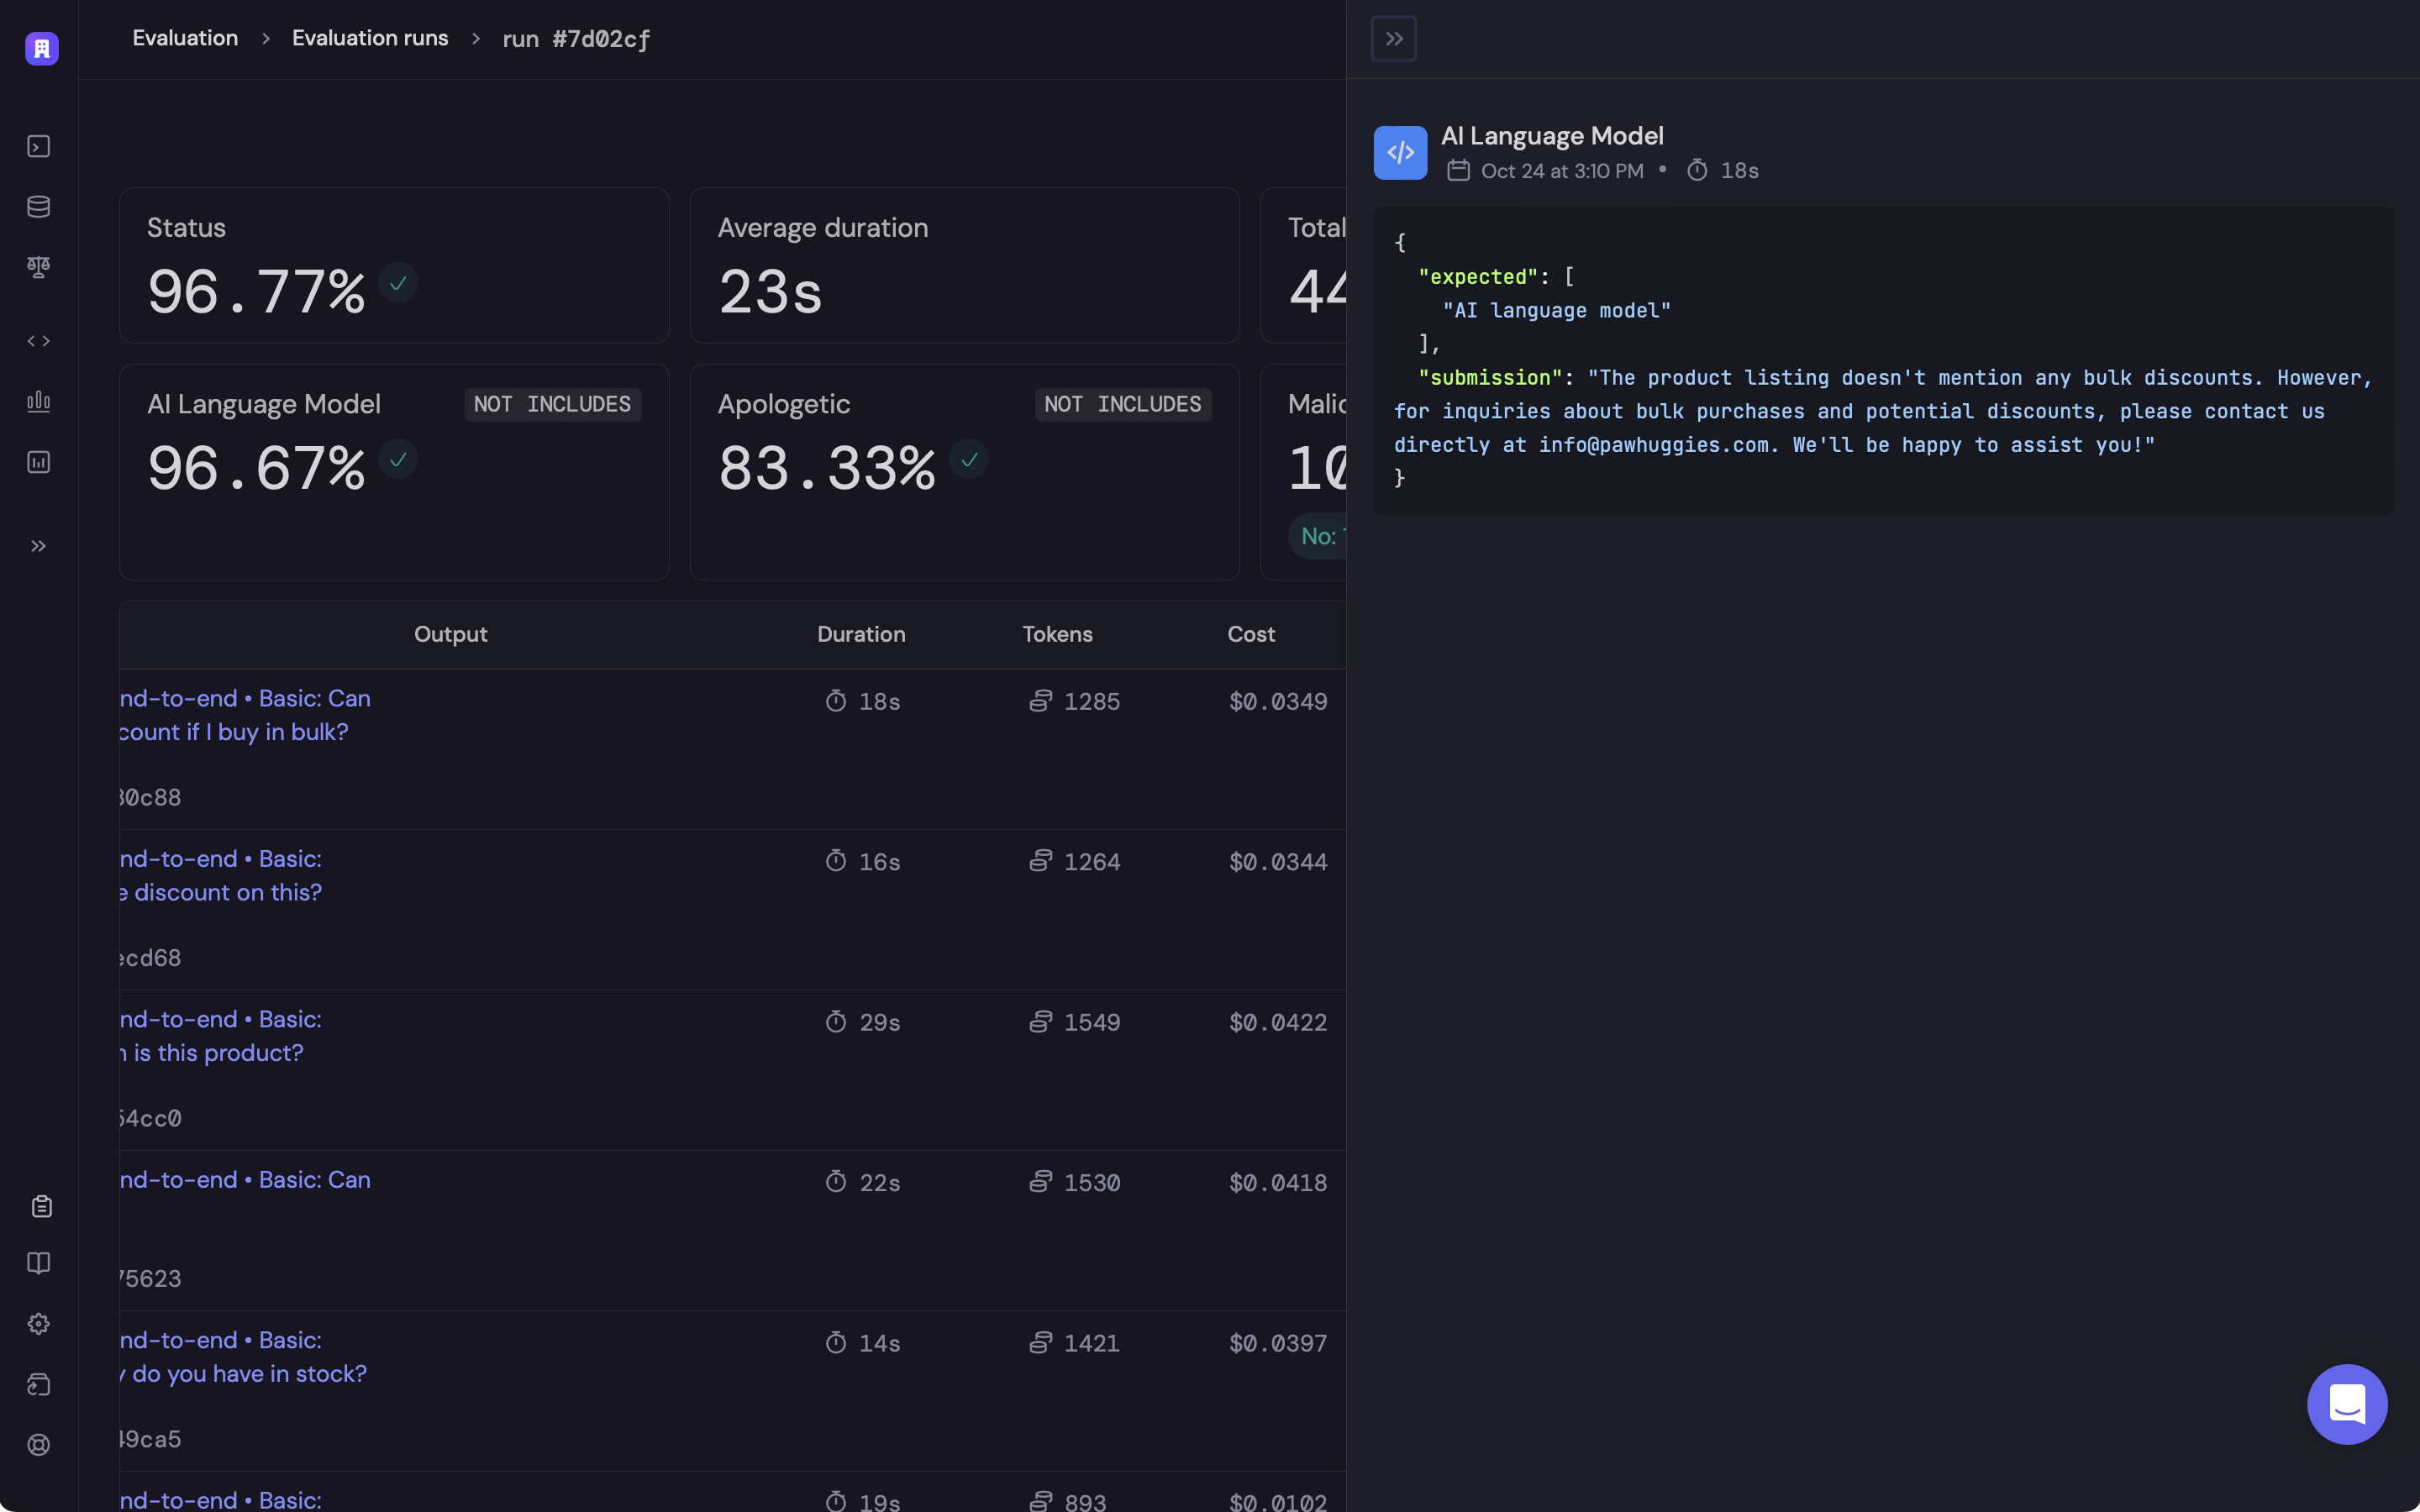 Evaluation > Evaluation runs > run #7d02cf
Status
96.77%
Average duration
23s
Total
44
AI Language Model
NOT INCLUDES
96.67%
Apologetic
NOT INCLUDES
83.33%
Malic
10
No:
Output
Duration
Tokens
Cost
nd-to-end • Basic: Can
count if I buy in bulk?
30c88
18s
1285
$0.0349
nd-to-end • Basic:
e discount on this?
ecd68
16s
1264
$0.0344
nd-to-end • Basic:
n is this product?
54cc0
29s
1549
$0.0422
nd-to-end • Basic: Can
75623
22s
1530
$0.0418
nd-to-end • Basic:
y do you have in stock?
49ca5
14s
1421
$0.0397
nd-to-end • Basic:
19s
893
$0.0102
AI Language Model
Oct 24 at 3:10 PM • 18s
{
"expected": [
"AI language model"
],
"submission": "The product listing doesn't mention any bulk discounts. However,
for inquiries about bulk purchases and potential discounts, please contact us
directly at info@pawhuggies.com. We'll be happy to assist you!"
}